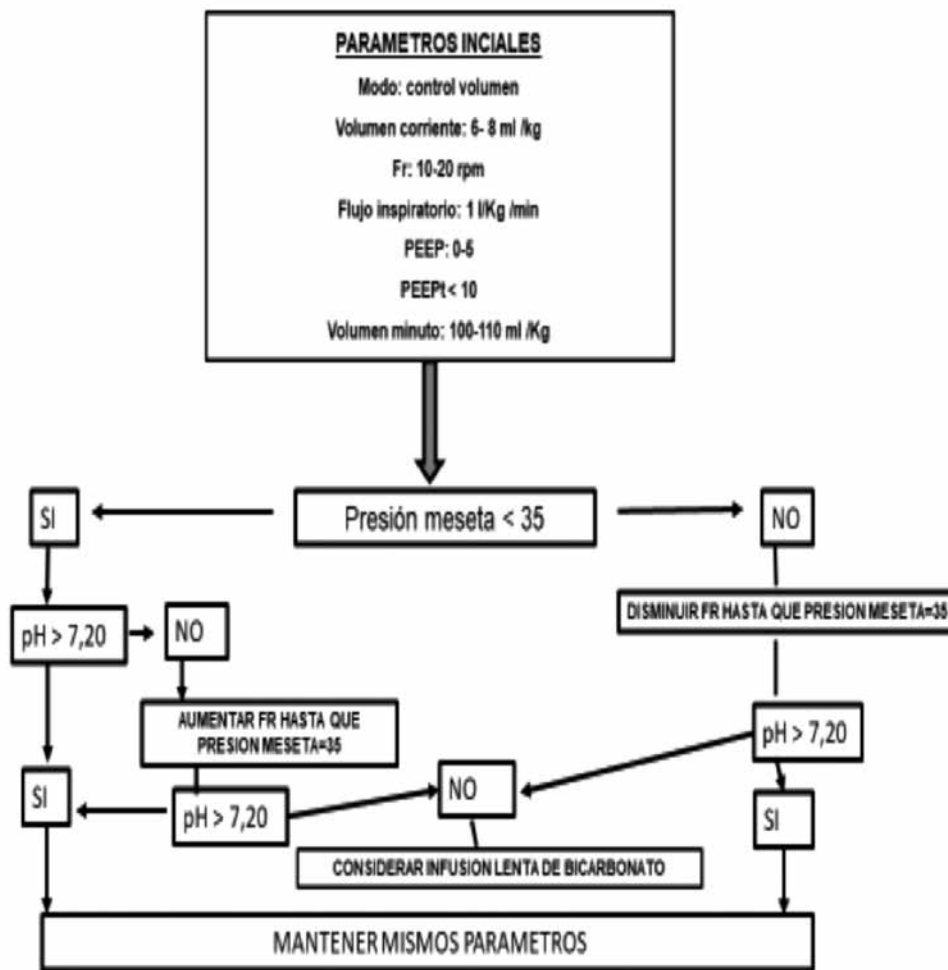 PARAMETROS INCIALES
Modo: control volumen
Volumen corriente: 6- 8 ml /kg
Fr: 10-20 rpm
Flujo inspiratorio: 1 l/Kg /min
PEEP: 0-5
PEEPt < 10
Volumen minuto: 100-110 ml /Kg
SI
Presión meseta < 35
NO
pH > 7,20
NO
DISMINUIR FR HASTA QUE PRESION MESETA=35
AUMENTAR FR HASTA QUE
PRESION MESETA=35
pH > 7,20
SI
pH > 7,20
NO
SI
CONSIDERAR INFUSION LENTA DE BICARBONATO
MANTENER MISMOS PARAMETROS